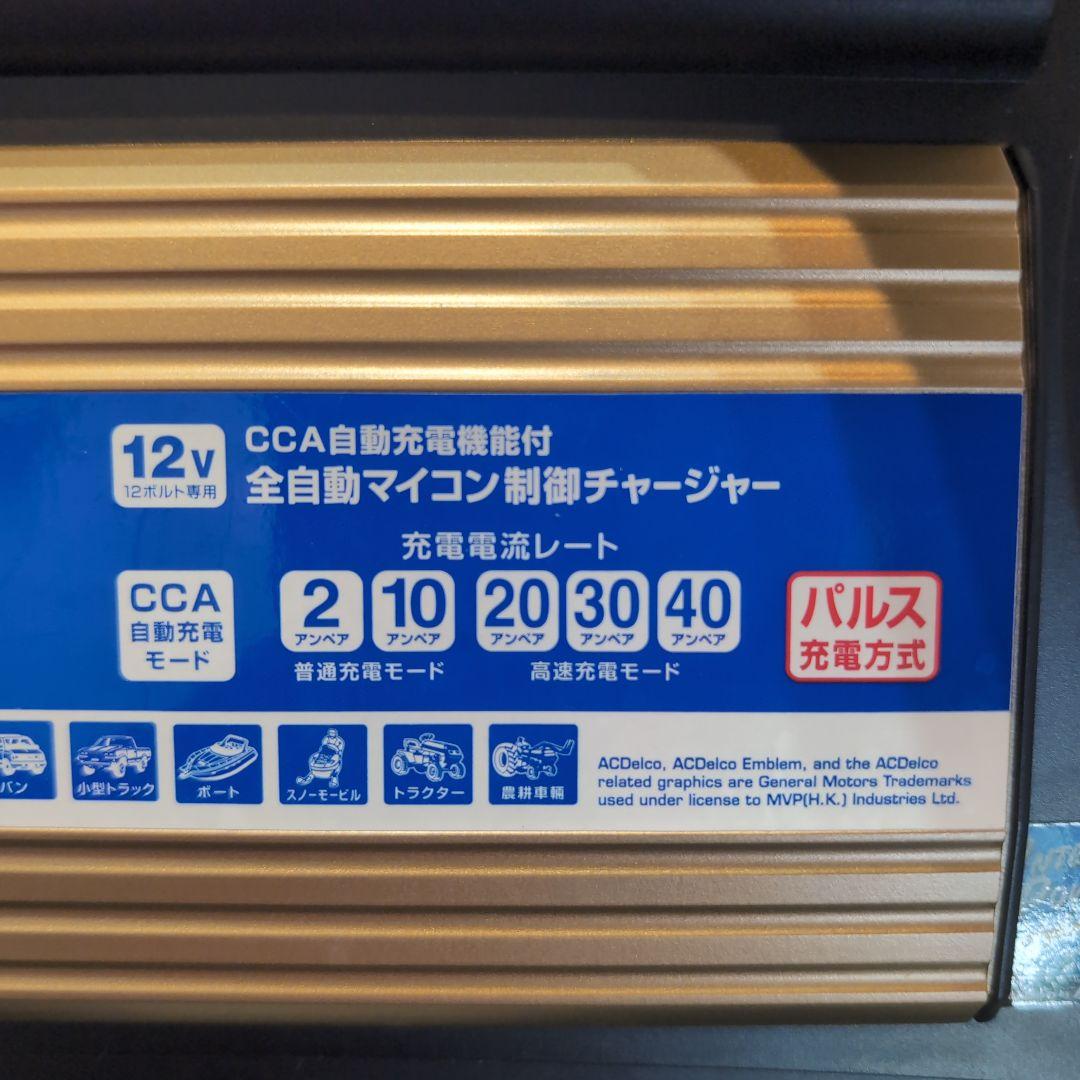 12V
12ボルト専用
CCA自動充電機能付
全自動マイコン制御チャージャー
充電電流レート
CCA
自動充電
モード
2
アンペア
10
アンペア
20
アンペア
30
アンペア
40
アンペア
普通充電モード
高速充電モード
パルス
充電方式
バン
小型トラック
ボート
スノーモービル
トラクター
農耕車輛
ACDelco, ACDelco Emblem, and the ACDelco
related graphics are General Motors Trademarks
used under license to MVP(H.K.) Industries Ltd.